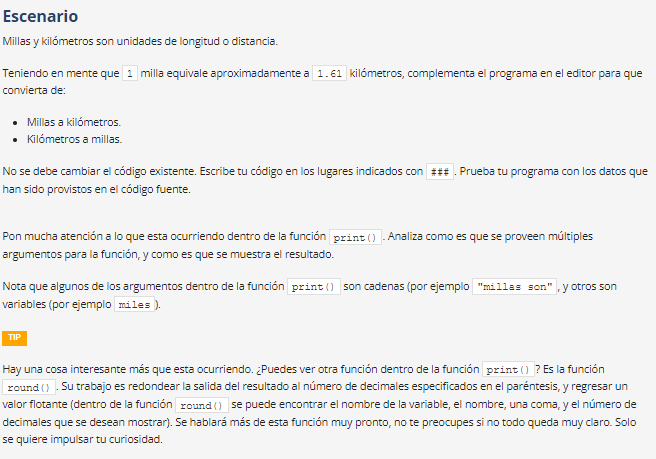 Escenario
Millas y kilómetros son unidades de longitud o distancia.
Teniendo en mente que 1 milla equivale aproximadamente a 1.61 kilómetros, complementa el programa en el editor para que
convierta de:
• Millas a kilómetros.
• Kilómetros a millas.
No se debe cambiar el código existente. Escribe tu código en los lugares indicados con ###. Prueba tu programa con los datos que
han sido provistos en el código fuente.
Pon mucha atención a lo que esta ocurriendo dentro de la función print(). Analiza como es que se proveen múltiples
argumentos para la función, y como es que se muestra el resultado.
Nota que algunos de los argumentos dentro de la función print() son cadenas (por ejemplo "millas son", y otros son
variables (por ejemplo miles).
TIP
Hay una cosa interesante más que esta ocurriendo. ¿Puedes ver otra función dentro de la función print()? Es la función
round(). Su trabajo es redondear la salida del resultado al número de decimales especificados en el paréntesis, y regresar un
valor flotante (dentro de la función round() se puede encontrar el nombre de la variable, el nombre, una coma, y el número de
decimales que se desean mostrar). Se hablará más de esta función muy pronto, no te preocupes si no todo queda muy claro. Solo
se quiere impulsar tu curiosidad.